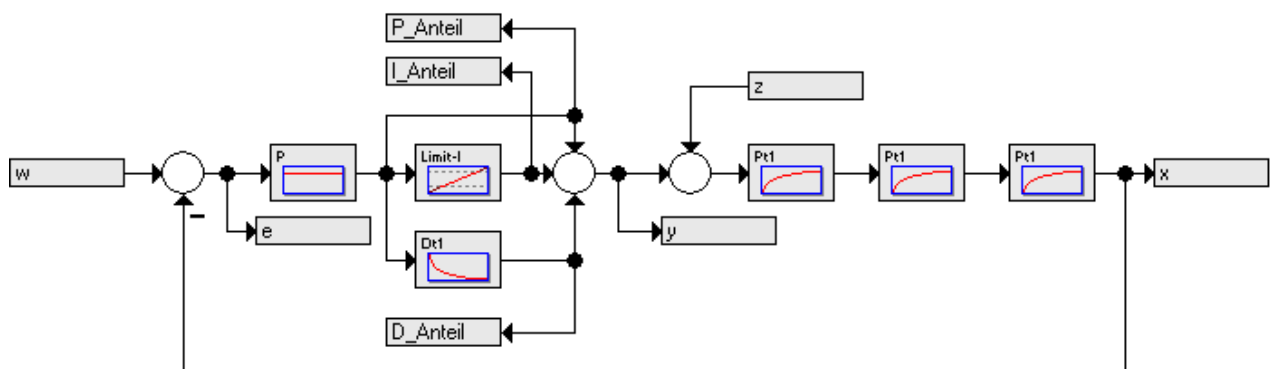 P_Anteil
I_Anteil
z
P
Limit-I
Pt1
Pt1
Pt1
w
x
–
e
Dt1
y
D_Anteil